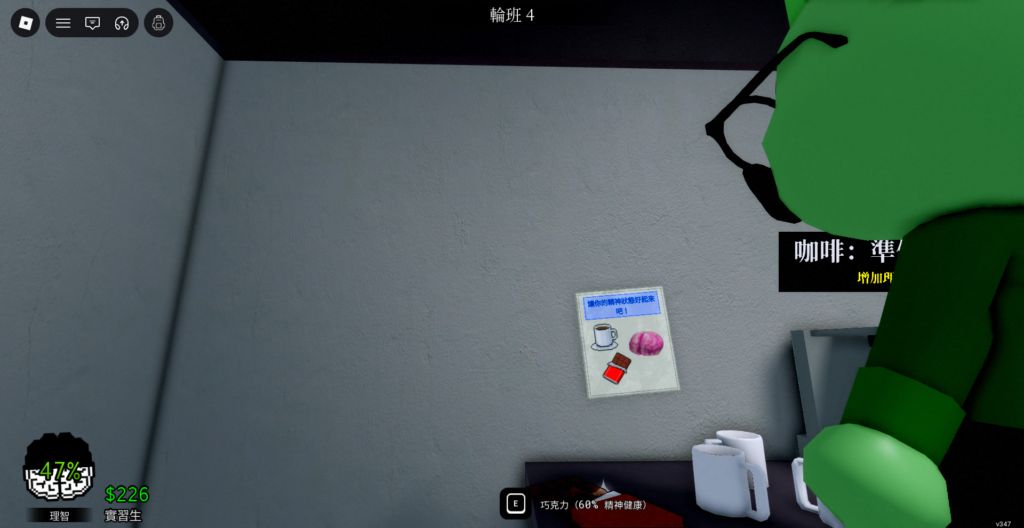 輪班 4
咖啡：準
增加
讓你的精神狀態好起來
吧！
47%
$226
理智
實習生
E
巧克力（60% 精神健康）
v347